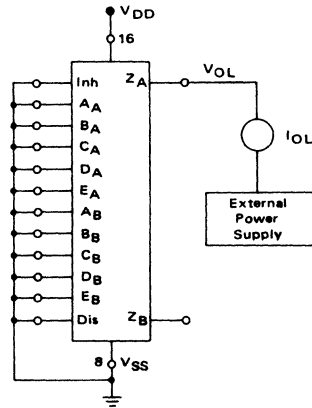 VDD
16
Inh ZA VOL
AA
BA
CA IOL
DA
EA
AB External
BB Power
CB Supply
DB
EB
Dis ZB
8 VSS